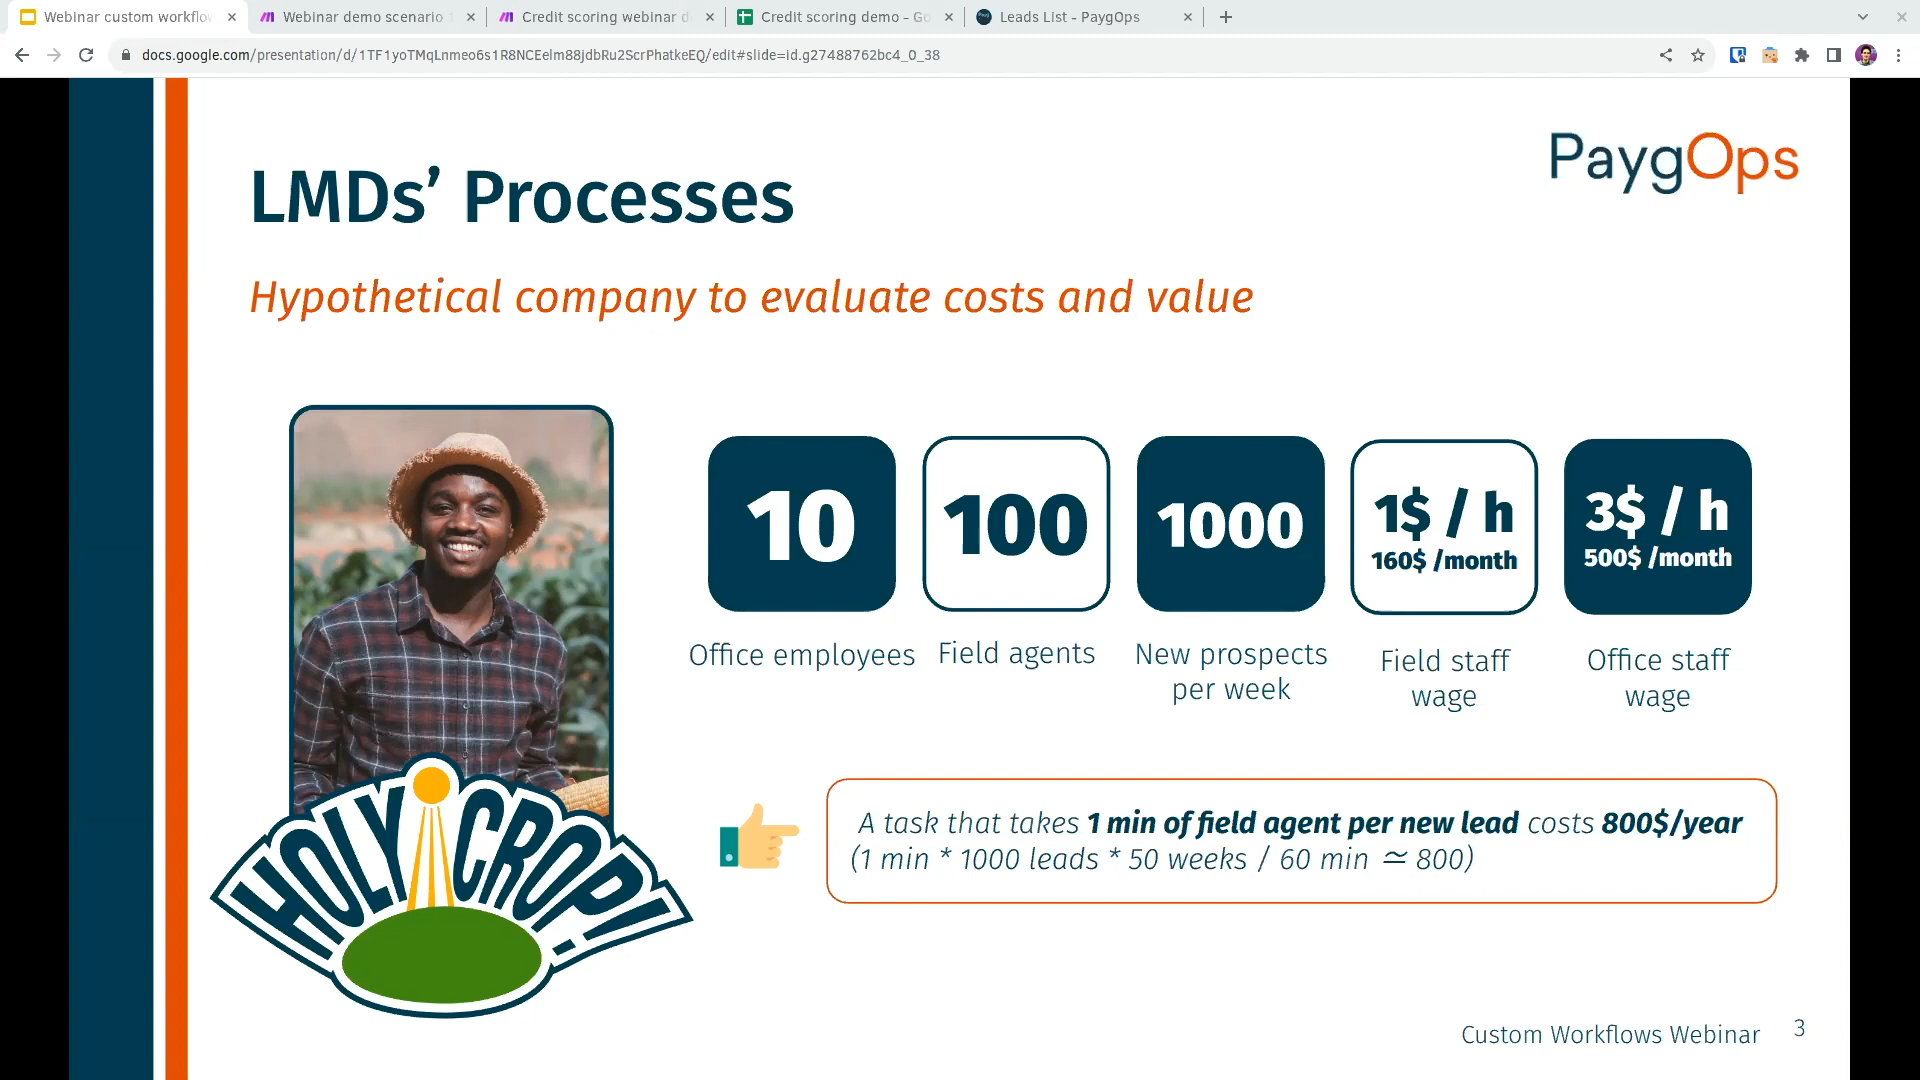 Webinar custom workflo
Webinar demo scenario
Credit scoring webinar d
Credit scoring demo - Go
Leads List - PaygOps
docs.google.com/presentation/d/1TF1yoTMqLnmeo6s1R8NCEelm88jdbRu2ScrPhatkeEQ/edit#slide=id.g27488762bc4_0_38
PaygOps
LMDs’ Processes
Hypothetical company to evaluate costs and value
10
100
1000
1$ / h
160$ /month
3$ / h
500$ /month
Office employees
Field agents
New prospects
per week
Field staff
wage
Office staff
wage
HOLY CROP!
A task that takes 1 min of field agent per new lead costs 800$/year
(1 min * 1000 leads * 50 weeks / 60 min ≃ 800)
Custom Workflows Webinar
3